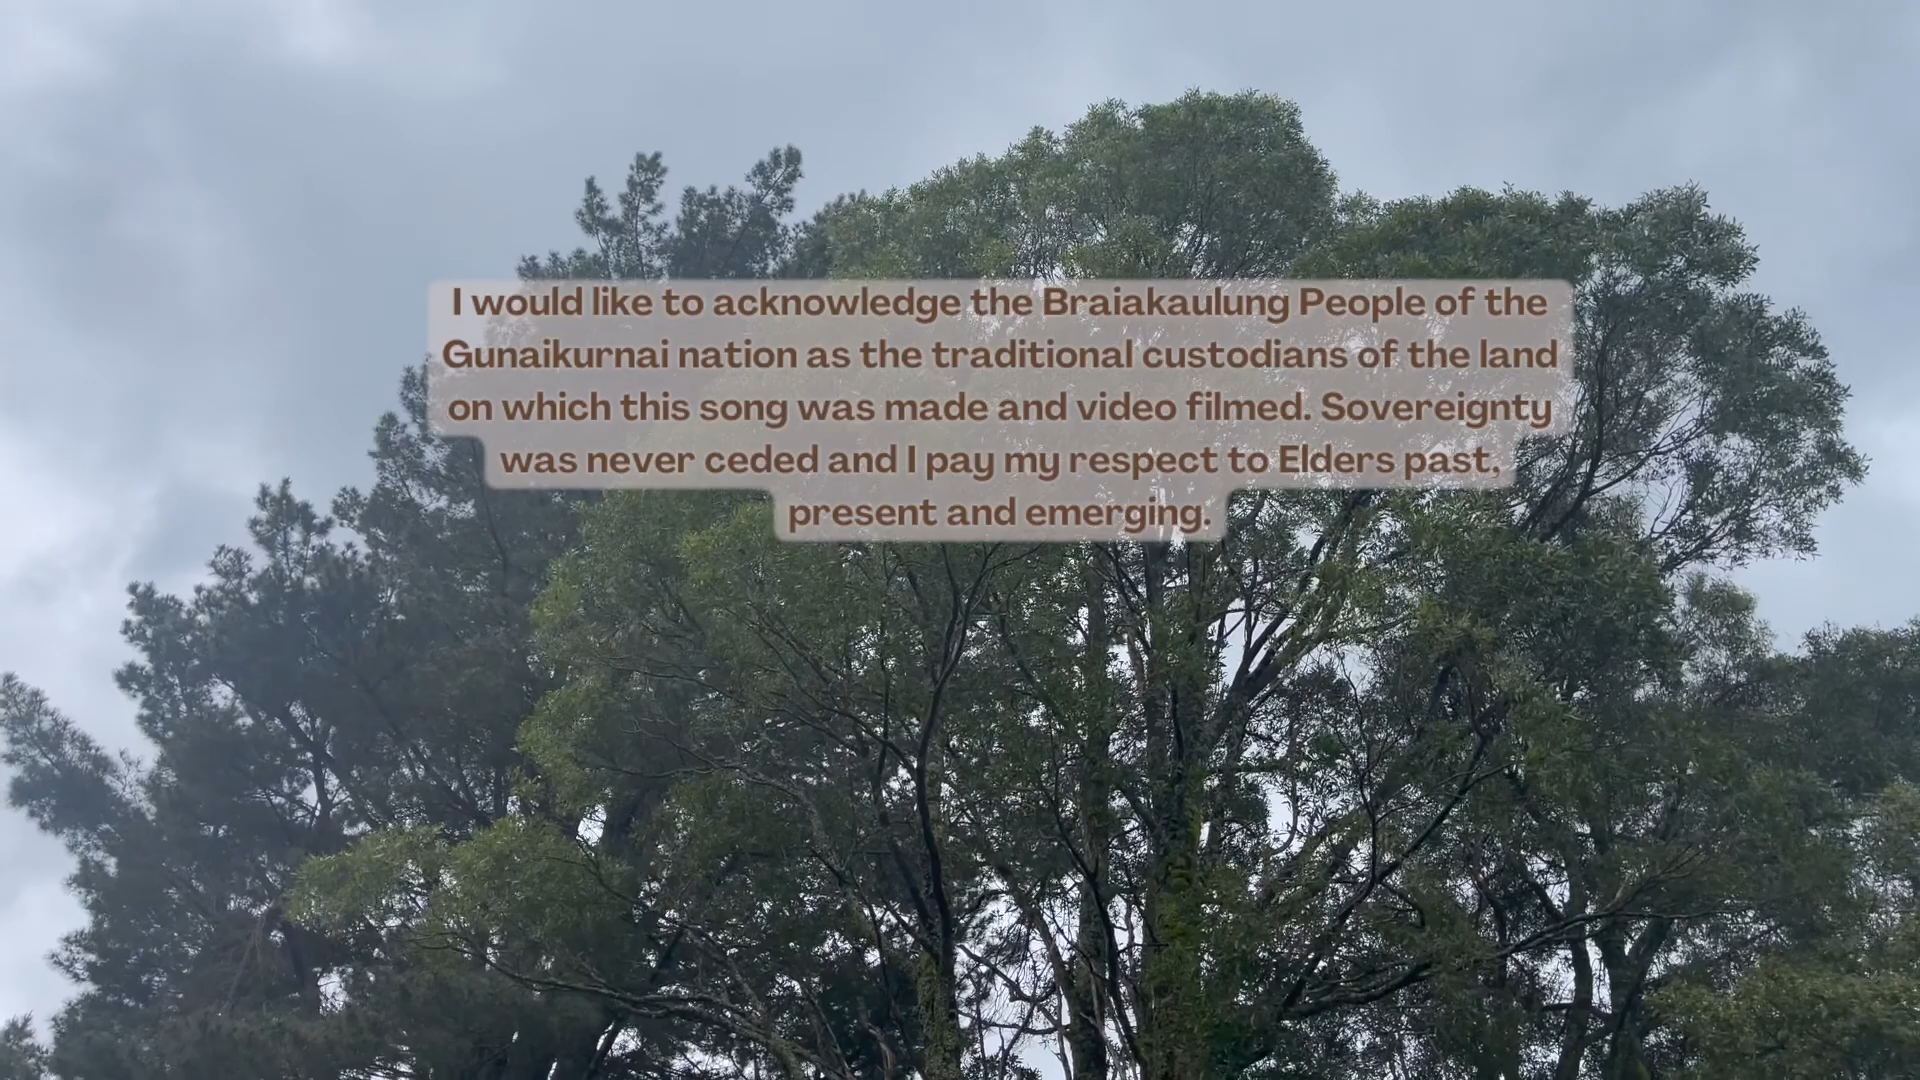 I would like to acknowledge the Braiakaulung People of the
Gunaikurnai nation as the traditional custodians of the land
on which this song was made and video filmed. Sovereignty
was never ceded and I pay my respect to Elders past,
present and emerging.